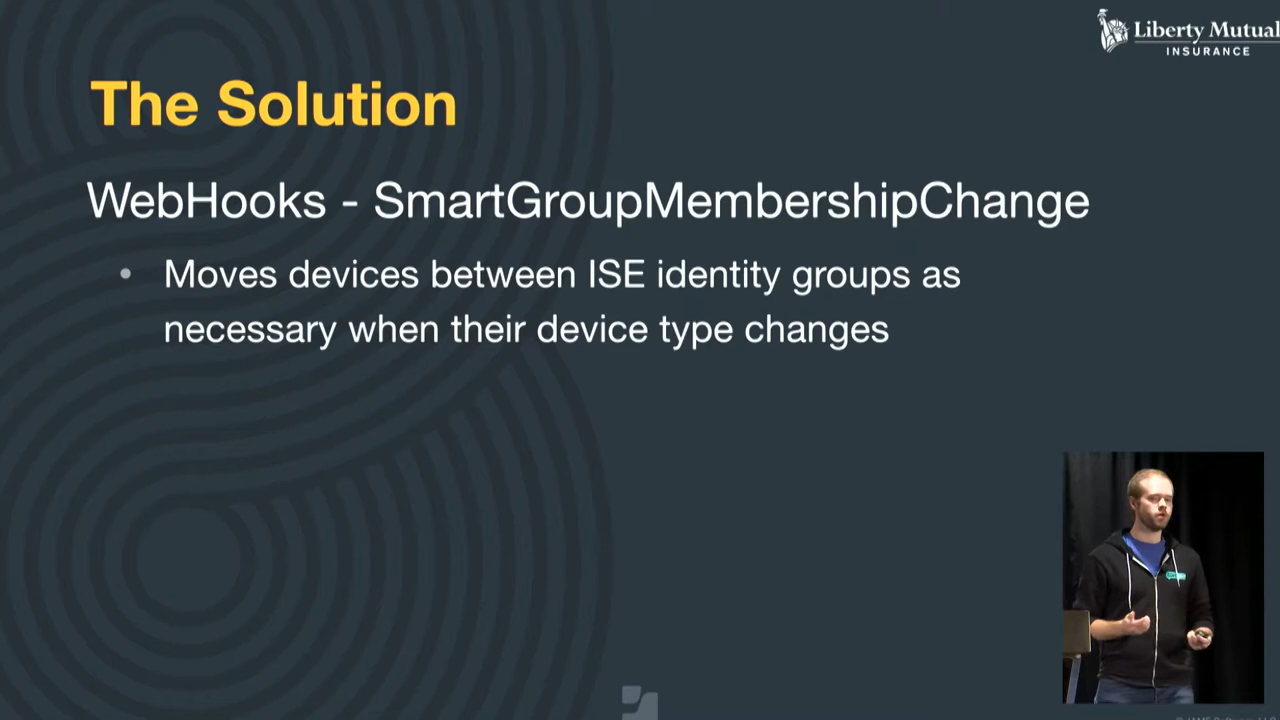 Liberty Mutual
INSURANCE
The Solution
WebHooks - SmartGroupMembershipChange
• Moves devices between ISE identity groups as
necessary when their device type changes